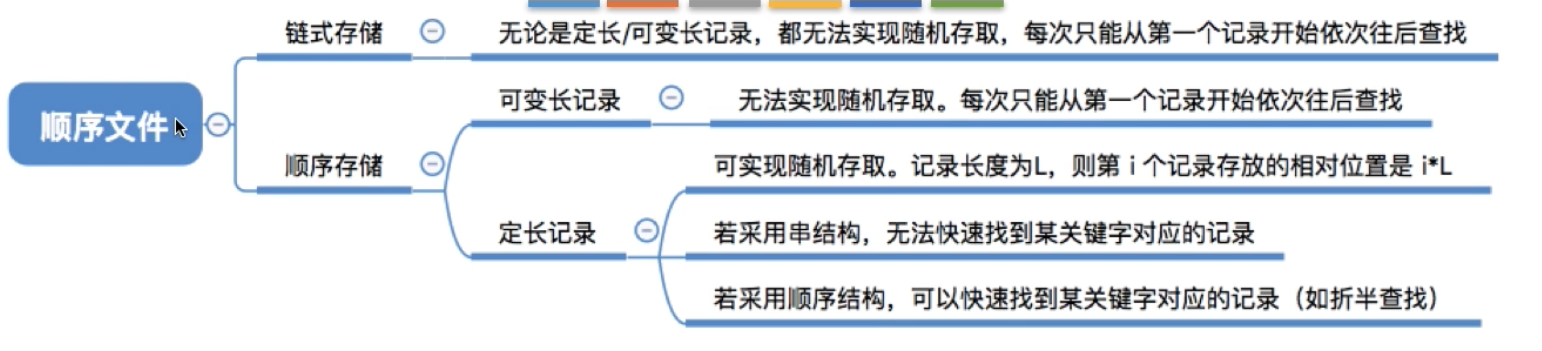 链式存储
无论是定长/可变长记录，都无法实现随机存取，每次只能从第一个记录开始依次往后查找
可变长记录
无法实现随机存取。每次只能从第一个记录开始依次往后查找
顺序文件
顺序存储
可实现随机存取。记录长度为L，则第 i 个记录存放的相对位置是 i*L
定长记录
若采用串结构，无法快速找到某关键字对应的记录
若采用顺序结构，可以快速找到某关键字对应的记录（如折半查找）